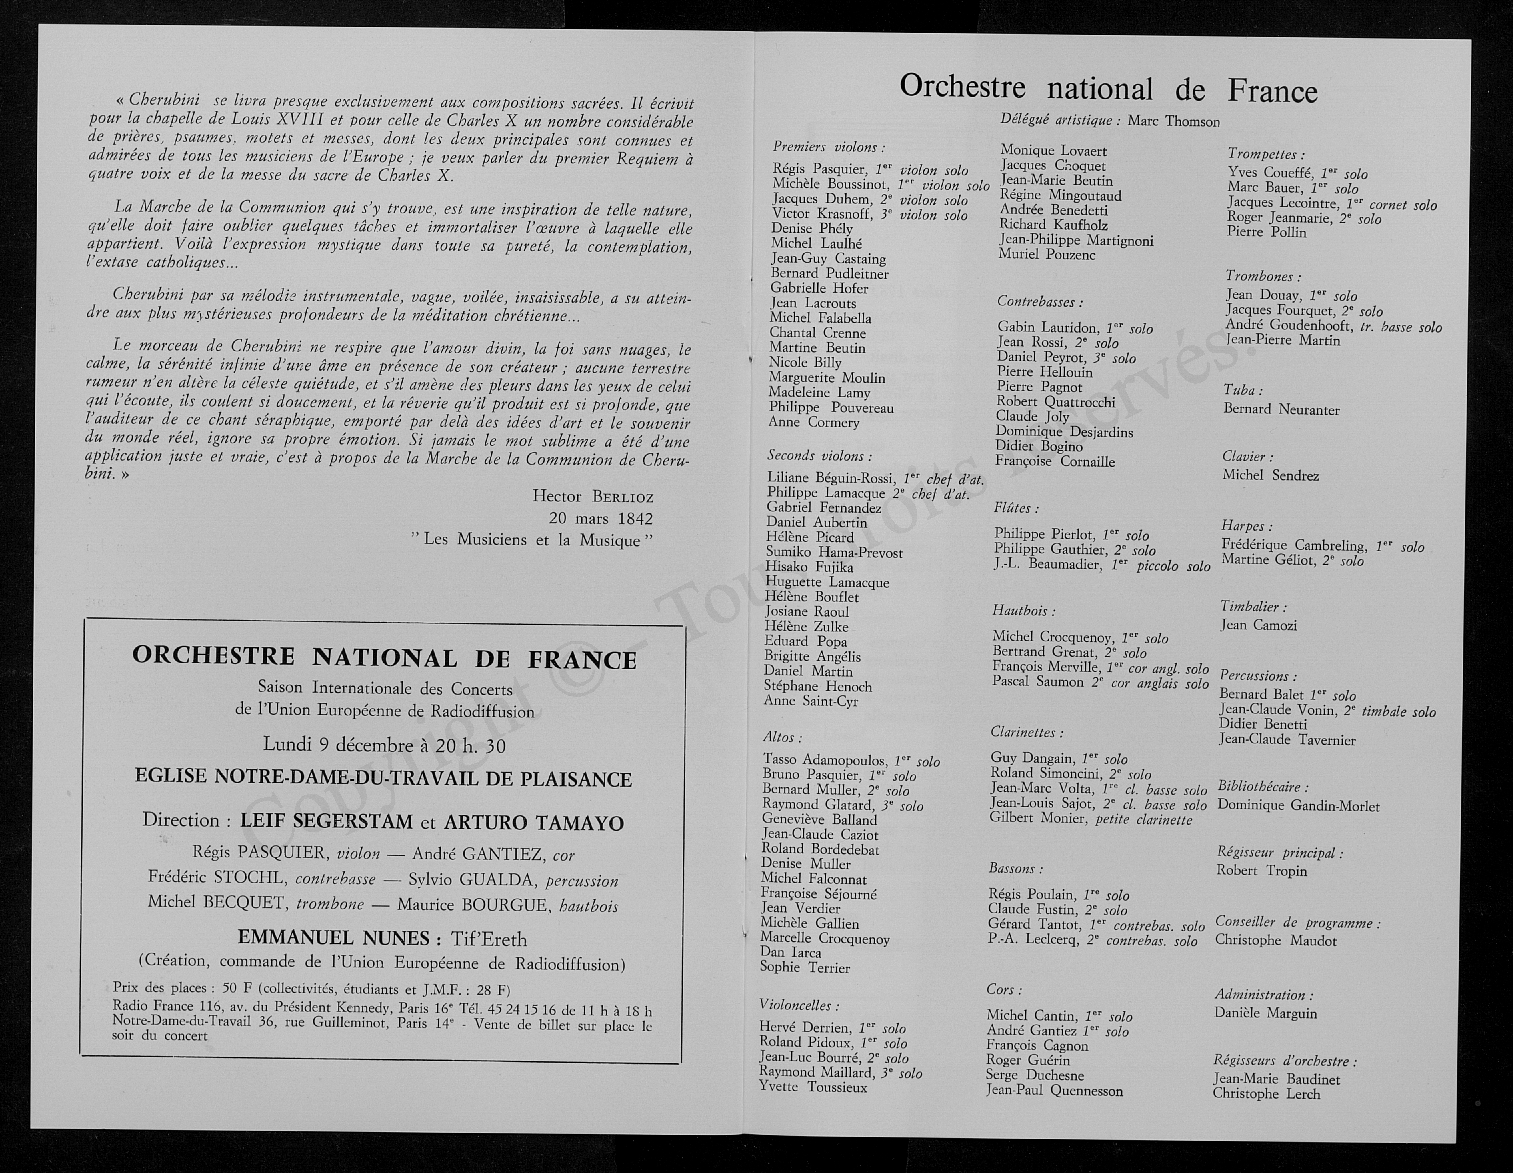 « Cherubini se livra presque exclusivement aux compositions sacrées. Il écrivit
pour la chapelle de Louis XVIII et pour celle de Charles X un nombre considérable
de prières, psaumes, motets et messes, dont les deux principales sont connues et
admirées de tous les musiciens de l'Europe ; je veux parler du premier Requiem à
quatre voix et de la messe du sacre de Charles X.
La Marche de la Communion qui s'y trouve, est une inspiration de telle nature,
qu'elle doit faire oublier quelques tâches et immortaliser l'œuvre à laquelle elle
appartient. Voilà l'expression mystique dans toute sa pureté, la contemplation,
l'extase catholiques...
Cherubini par sa mélodie instrumentale, vague, voilée, insaisissable, a su attein-
dre aux plus mystérieuses profondeurs de la méditation chrétienne...
Le morceau de Cherubini ne respire que l'amour divin, la foi sans nuages, le
calme, la sérénité infinie d'une âme en présence de son créateur ; aucune terrestre
rumeur n'en altère la céleste quiétude, et s'il amène des pleurs dans les yeux de celui
qui l'écoute, ils coulent si doucement, et la rêverie qu'il produit est si profonde, que
l'auditeur de ce chant séraphique, emporté par delà des idées d'art et le souvenir
du monde réel, ignore sa propre émotion. Si jamais le mot sublime a été d'une
application juste et vraie, c'est à propos de la Marche de la Communion de Cheru-
bini. »
Hector BERLIOZ
20 mars 1842
" Les Musiciens et la Musique "
ORCHESTRE NATIONAL DE FRANCE
Saison Internationale des Concerts
de l'Union Européenne de Radiodiffusion
Lundi 9 décembre à 20 h. 30
EGLISE NOTRE-DAME-DU-TRAVAIL DE PLAISANCE
Direction : LEIF SEGERSTAM et ARTURO TAMAYO
Régis PASQUIER, violon — André GANTIEZ, cor
Frédéric STOCHL, contrebasse — Sylvio GUALDA, percussion
Michel BECQUET, trombone — Maurice BOURGUE, hautbois
EMMANUEL NUNES : Tif'Ereth
(Création, commande de l'Union Européenne de Radiodiffusion)
Prix des places : 50 F (collectivités, étudiants et J.M.F. : 28 F)
Radio France 116, av. du Président Kennedy, Paris 16e Tél. 45 24 15 16 de 11 h à 18 h
Notre-Dame-du-Travail 36, rue Guilleminot, Paris 14e - Vente de billet sur place le
soir du concert
Orchestre national de France
Délégué artistique : Marc Thomson
Premiers violons :
Régis Pasquier, 1er violon solo
Michèle Boussinot, 1er violon solo
Jacques Duhem, 2e violon solo
Victor Krasnoff, 3e violon solo
Denise Phély
Michel Laulhé
Jean-Guy Castaing
Bernard Pudleitner
Gabrielle Hofer
Jean Lacrouts
Michel Falabella
Chantal Crenne
Martine Beutin
Nicole Billy
Marguerite Moulin
Madeleine Lamy
Philippe Pouvereau
Anne Cormery
Seconds violons :
Liliane Béguin-Rossi, 1er chef d'at.
Philippe Lamacque 2e chef d'at.
Gabriel Fernandez
Daniel Aubertin
Hélène Picard
Sumiko Hama-Prevost
Hisako Fujika
Huguette Lamacque
Hélène Bouflet
Josiane Raoul
Hélène Zulke
Eduard Popa
Brigitte Angélis
Daniel Martin
Stéphane Henoch
Anne Saint-Cyr
Altos :
Tasso Adamopoulos, 1er solo
Bruno Pasquier, 1er solo
Bernard Muller, 2e solo
Raymond Glatard, 3e solo
Geneviève Balland
Jean-Claude Caziot
Roland Bordedebat
Denise Muller
Michel Falconnat
Françoise Séjourné
Jean Verdier
Michèle Gallien
Marcelle Crocquenoy
Dan Iarca
Sophie Terrier
Violoncelles :
Hervé Derrien, 1er solo
Roland Pidoux, 1er solo
Jean-Luc Bourré, 2e solo
Raymond Maillard, 3e solo
Yvette Toussieux
Monique Lovaert
Jacques Choquet
Jean-Marie Beutin
Régine Mingoutaud
Andrée Benedetti
Richard Kaufholz
Jean-Philippe Martignoni
Muriel Pouzenc
Contrebasses :
Gabin Lauridon, 1er solo
Jean Rossi, 2e solo
Daniel Peyrot, 3e solo
Pierre Hellouin
Pierre Pagnot
Robert Quattrocchi
Claude Joly
Dominique Desjardins
Didier Bogino
Françoise Cornaille
Flûtes :
Philippe Pierlot, 1er solo
Philippe Gauthier, 2e solo
J.-L. Beaumadier, 1er piccolo solo
Hautbois :
Michel Crocquenoy, 1er solo
Bertrand Grenat, 2e solo
François Merville, 1er cor angl. solo
Pascal Saumon 2e cor anglais solo
Clarinettes :
Guy Dangain, 1er solo
Roland Simoncini, 2e solo
Jean-Marc Volta, 1re cl. basse solo
Jean-Louis Sajot, 2e cl. basse solo
Gilbert Monier, petite clarinette
Bassons :
Régis Poulain, 1re solo
Claude Fustin, 2e solo
Gérard Tantot, 1er contrebas. solo
P.-A. Leclercq, 2e contrebas. solo
Cors :
Michel Cantin, 1er solo
André Gantiez 1er solo
François Cagnon
Roger Guérin
Serge Duchesne
Jean-Paul Quennesson
Trompettes :
Yves Coueffé, 1er solo
Marc Bauer, 1er solo
Jacques Lecointre, 1er cornet solo
Roger Jeanmarie, 2e solo
Pierre Pollin
Trombones :
Jean Douay, 1er solo
Jacques Fourquet, 2e solo
André Goudenhooft, tr. basse solo
Jean-Pierre Martin
Tuba :
Bernard Neuranter
Clavier :
Michel Sendrez
Harpes :
Frédérique Cambreling, 1er solo
Martine Géliot, 2e solo
Timbalier :
Jean Camozi
Percussions :
Bernard Balet 1er solo
Jean-Claude Vonin, 2e timbale solo
Didier Benetti
Jean-Claude Tavernier
Bibliothécaire :
Dominique Gandin-Morlet
Régisseur principal :
Robert Tropin
Conseiller de programme :
Christophe Maudot
Administration :
Danièle Marguin
Régisseurs d'orchestre :
Jean-Marie Baudinet
Christophe Lerch
Copyright © - Tous droits réservés.